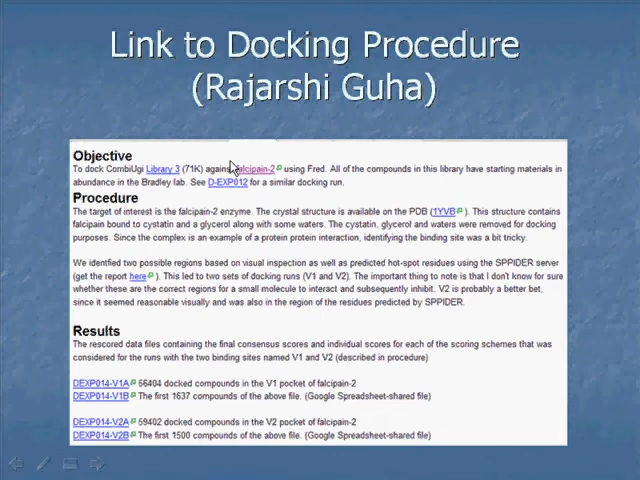 Link to Docking Procedure
(Rajarshi Guha)
Objective
To dock CombiUgi Library 3 (71K) against falcipain-2 using Fred. All of the compounds in this library have starting materials in
abundance in the Bradley lab. See D-EXP012 for a similar docking run.
Procedure
The target of interest is the falcipain-2 enzyme. The crystal structure is available on the PDB (1YVB ). This structure contains
falcipain bound to cystatin and a glycerol along with some waters. The cystatin, glycerol and waters were removed for docking
purposes. Since the complex is an example of a protein protein interaction, identifying the binding site was a bit tricky.
We idnetfied two possible regions based on visual inspection as well as predicted hot-spot residues using the SPPIDER server
(get the report here ). This led to two sets of docking runs (V1 and V2). The important thing to note is that I don't know for sure
whether these are the correct regions for a small molecule to interact and subsequently inhibit. V2 is probably a better bet,
since it seemed reasonable visually and was also in the region of the residues predicted by SPPIDER.
Results
The rescored data files containing the final consensus scores and individual scores for each of the scoring schemes that was
considered for the runs with the two binding sites named V1 and V2 (described in procedure)
DEXP014-V1A 56404 docked compounds in the V1 pocket of falcipain-2
DEXP014-V1B The first 1637 compounds of the above file. (Google Spreadsheet-shared file)
DEXP014-V2A 59402 docked compounds in the V2 pocket of falcipain-2
DEXP014-V2B The first 1500 compounds of the above file. (Google Spreadsheet-shared file)